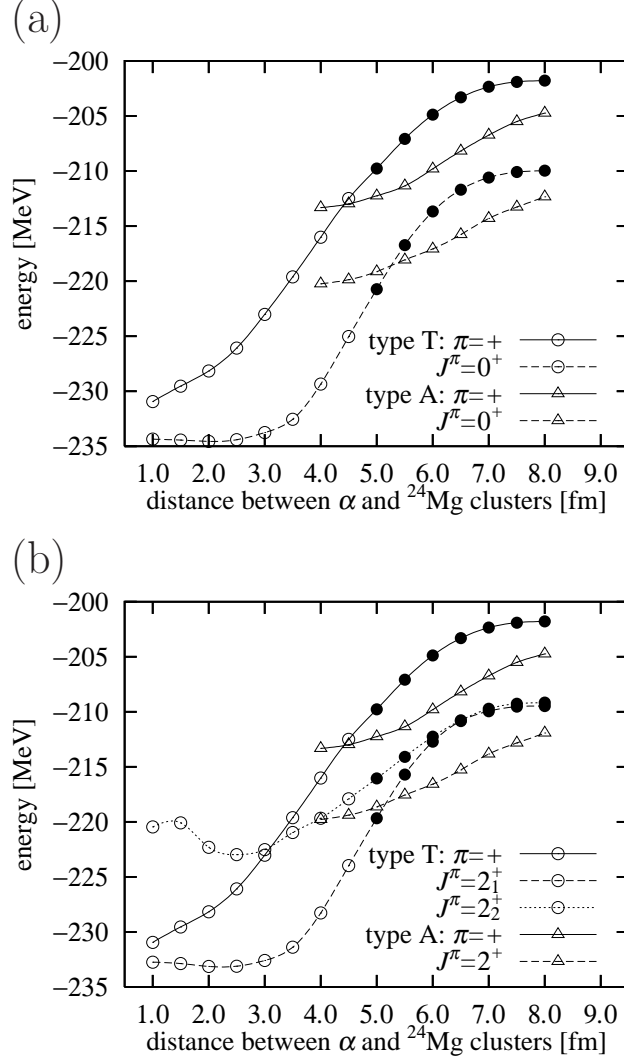 (a)
−200
−205
−210
−215
−220
−225
−230
−235
energy [MeV]
type T: π=+
J^π=0^+
type A: π=+
J^π=0^+
1.0 2.0 3.0 4.0 5.0 6.0 7.0 8.0 9.0
distance between α and ²⁴Mg clusters [fm]
(b)
−200
−205
−210
−215
−220
−225
−230
−235
energy [MeV]
type T: π=+
J^π=2_1^+
J^π=2_2^+
type A: π=+
J^π=2^+
1.0 2.0 3.0 4.0 5.0 6.0 7.0 8.0 9.0
distance between α and ²⁴Mg clusters [fm]